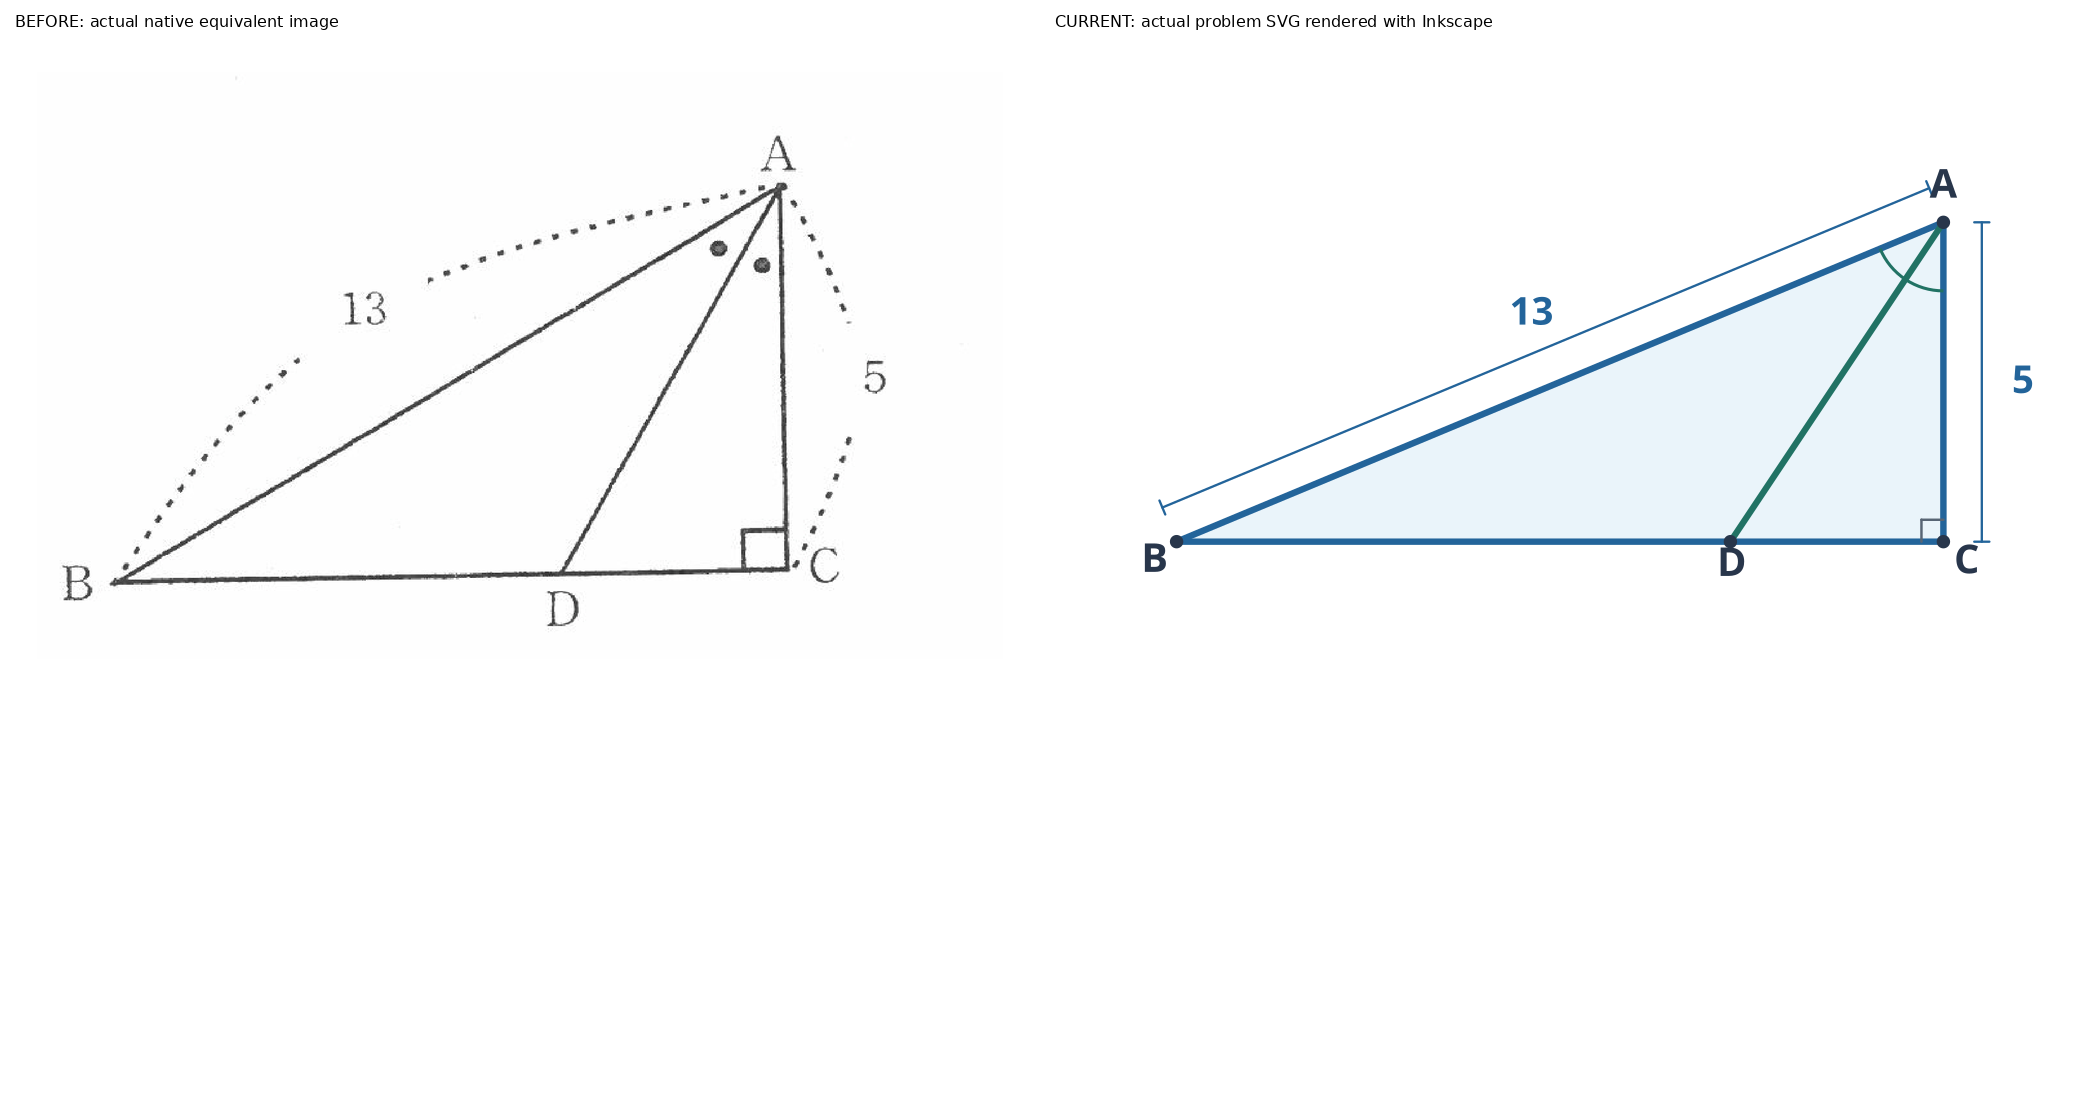 BEFORE: actual native equivalent image
A
13
5
B
C
D
CURRENT: actual problem SVG rendered with Inkscape
A
13
5
B
D
C